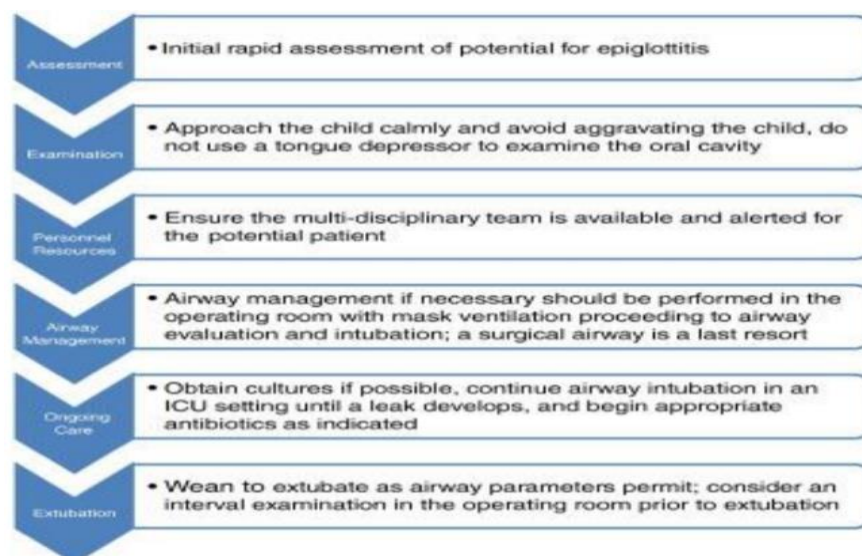 Assessment
• Initial rapid assessment of potential for epiglottitis
Examination
• Approach the child calmly and avoid aggravating the child, do
not use a tongue depressor to examine the oral cavity
Personnel
Resources
• Ensure the multi-disciplinary team is available and alerted for
the potential patient
Airway
Management
• Airway management if necessary should be performed in the
operating room with mask ventilation proceeding to airway
evaluation and intubation; a surgical airway is a last resort
Ongoing
Care
• Obtain cultures if possible, continue airway intubation in an
ICU setting until a leak develops, and begin appropriate
antibiotics as indicated
Extubation
• Wean to extubate as airway parameters permit; consider an
interval examination in the operating room prior to extubation